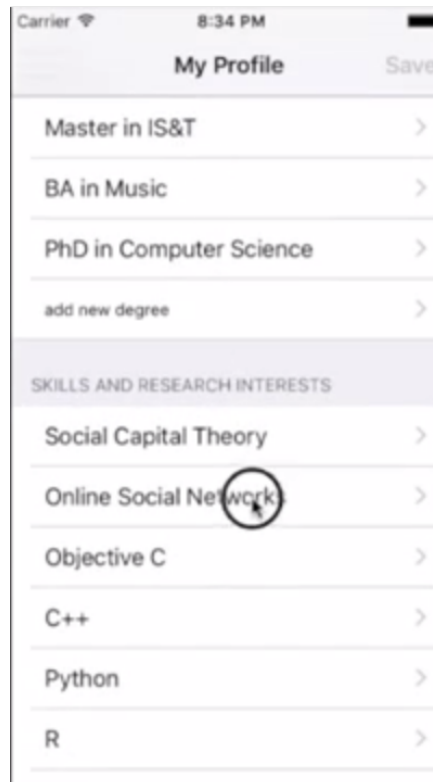 Carrier 8:34 PM
My Profile Save
Master in IS&T
BA in Music
PhD in Computer Science
add new degree
SKILLS AND RESEARCH INTERESTS
Social Capital Theory
Online Social Networks
Objective C
C++
Python
R